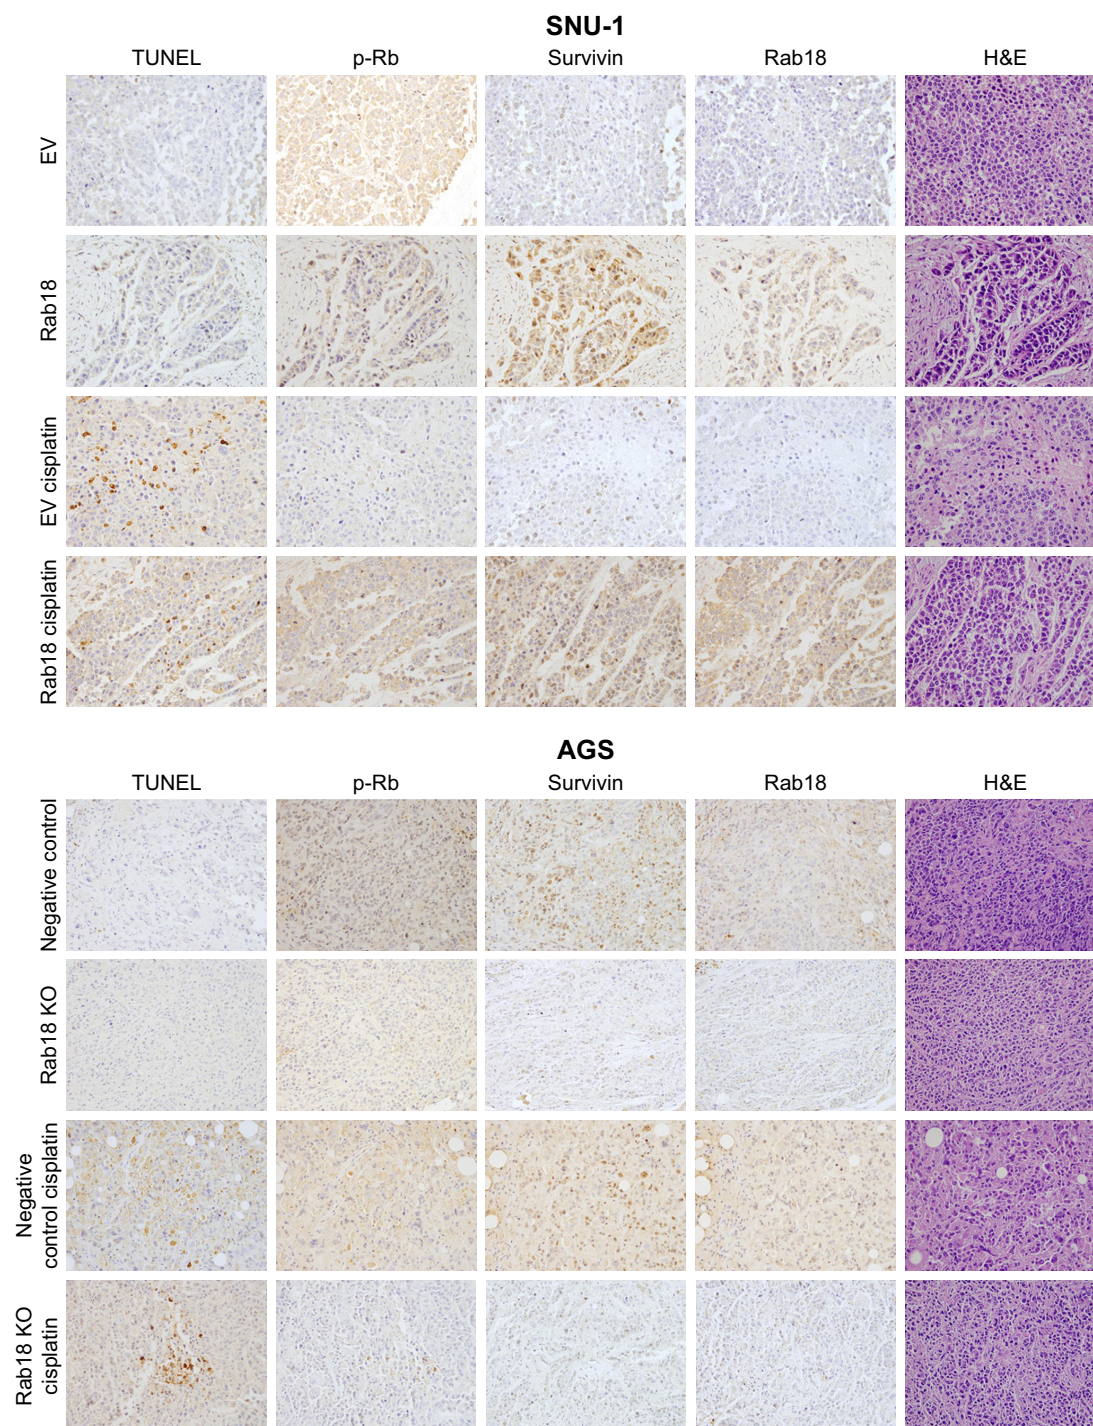 SNU-1
TUNEL p-Rb Survivin Rab18 H&E
EV
Rab18
EV cisplatin
Rab18 cisplatin
AGS
TUNEL p-Rb Survivin Rab18 H&E
Negative control
Rab18 KO
Negative
control cisplatin
Rab18 KO
cisplatin